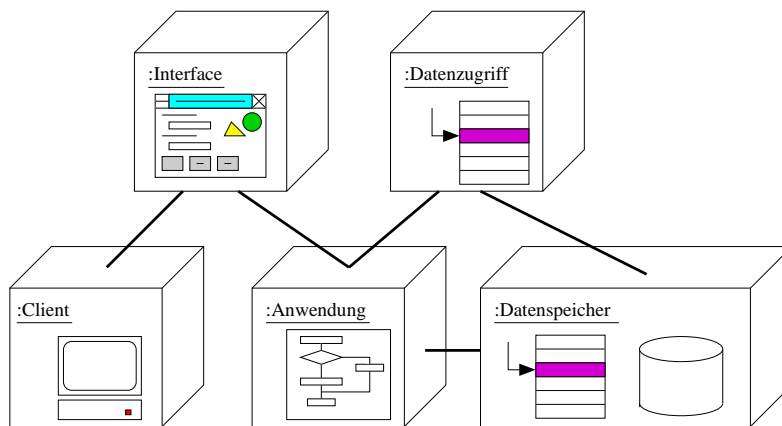 :Interface
:Datenzugriff
:Client
:Anwendung
:Datenspeicher